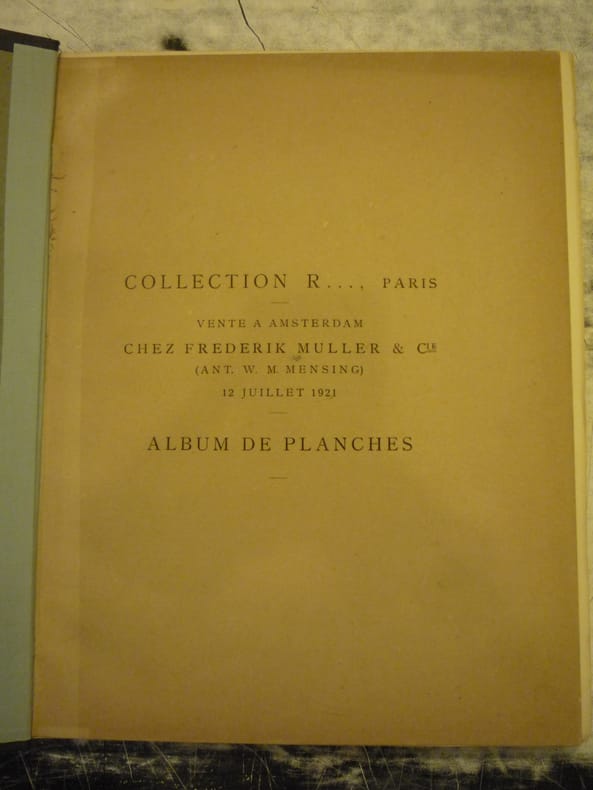 COLLECTION R..., PARIS
VENTE A AMSTERDAM
CHEZ FREDERIK MULLER & CIE
(ANT. W. M. MENSING)
12 JUILLET 1921
ALBUM DE PLANCHES